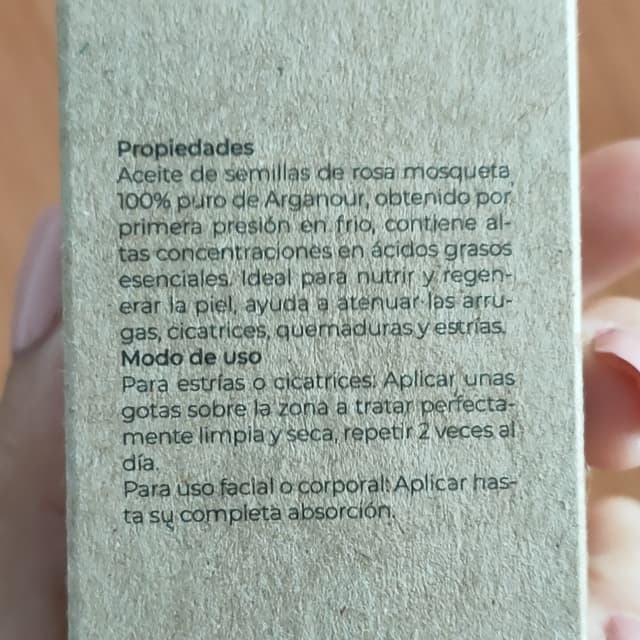 Propiedades
Aceite de semillas de rosa mosqueta,
100% puro de Arganour, obtenido por
primera presión en frio, contiene al-
tas concentraciones en ácidos grasos
esenciales. Ideal para nutrir y regen-
erar la piel, ayuda a atenuar las arru-
gas, cicatrices, quemaduras y estrías.
Modo de uso
Para estrías o cicatrices: Aplicar unas
gotas sobre la zona a tratar perfecta-
mente limpia y seca, repetir 2 veces al
día.
Para uso facial o corporal: Aplicar has-
ta su completa absorción.